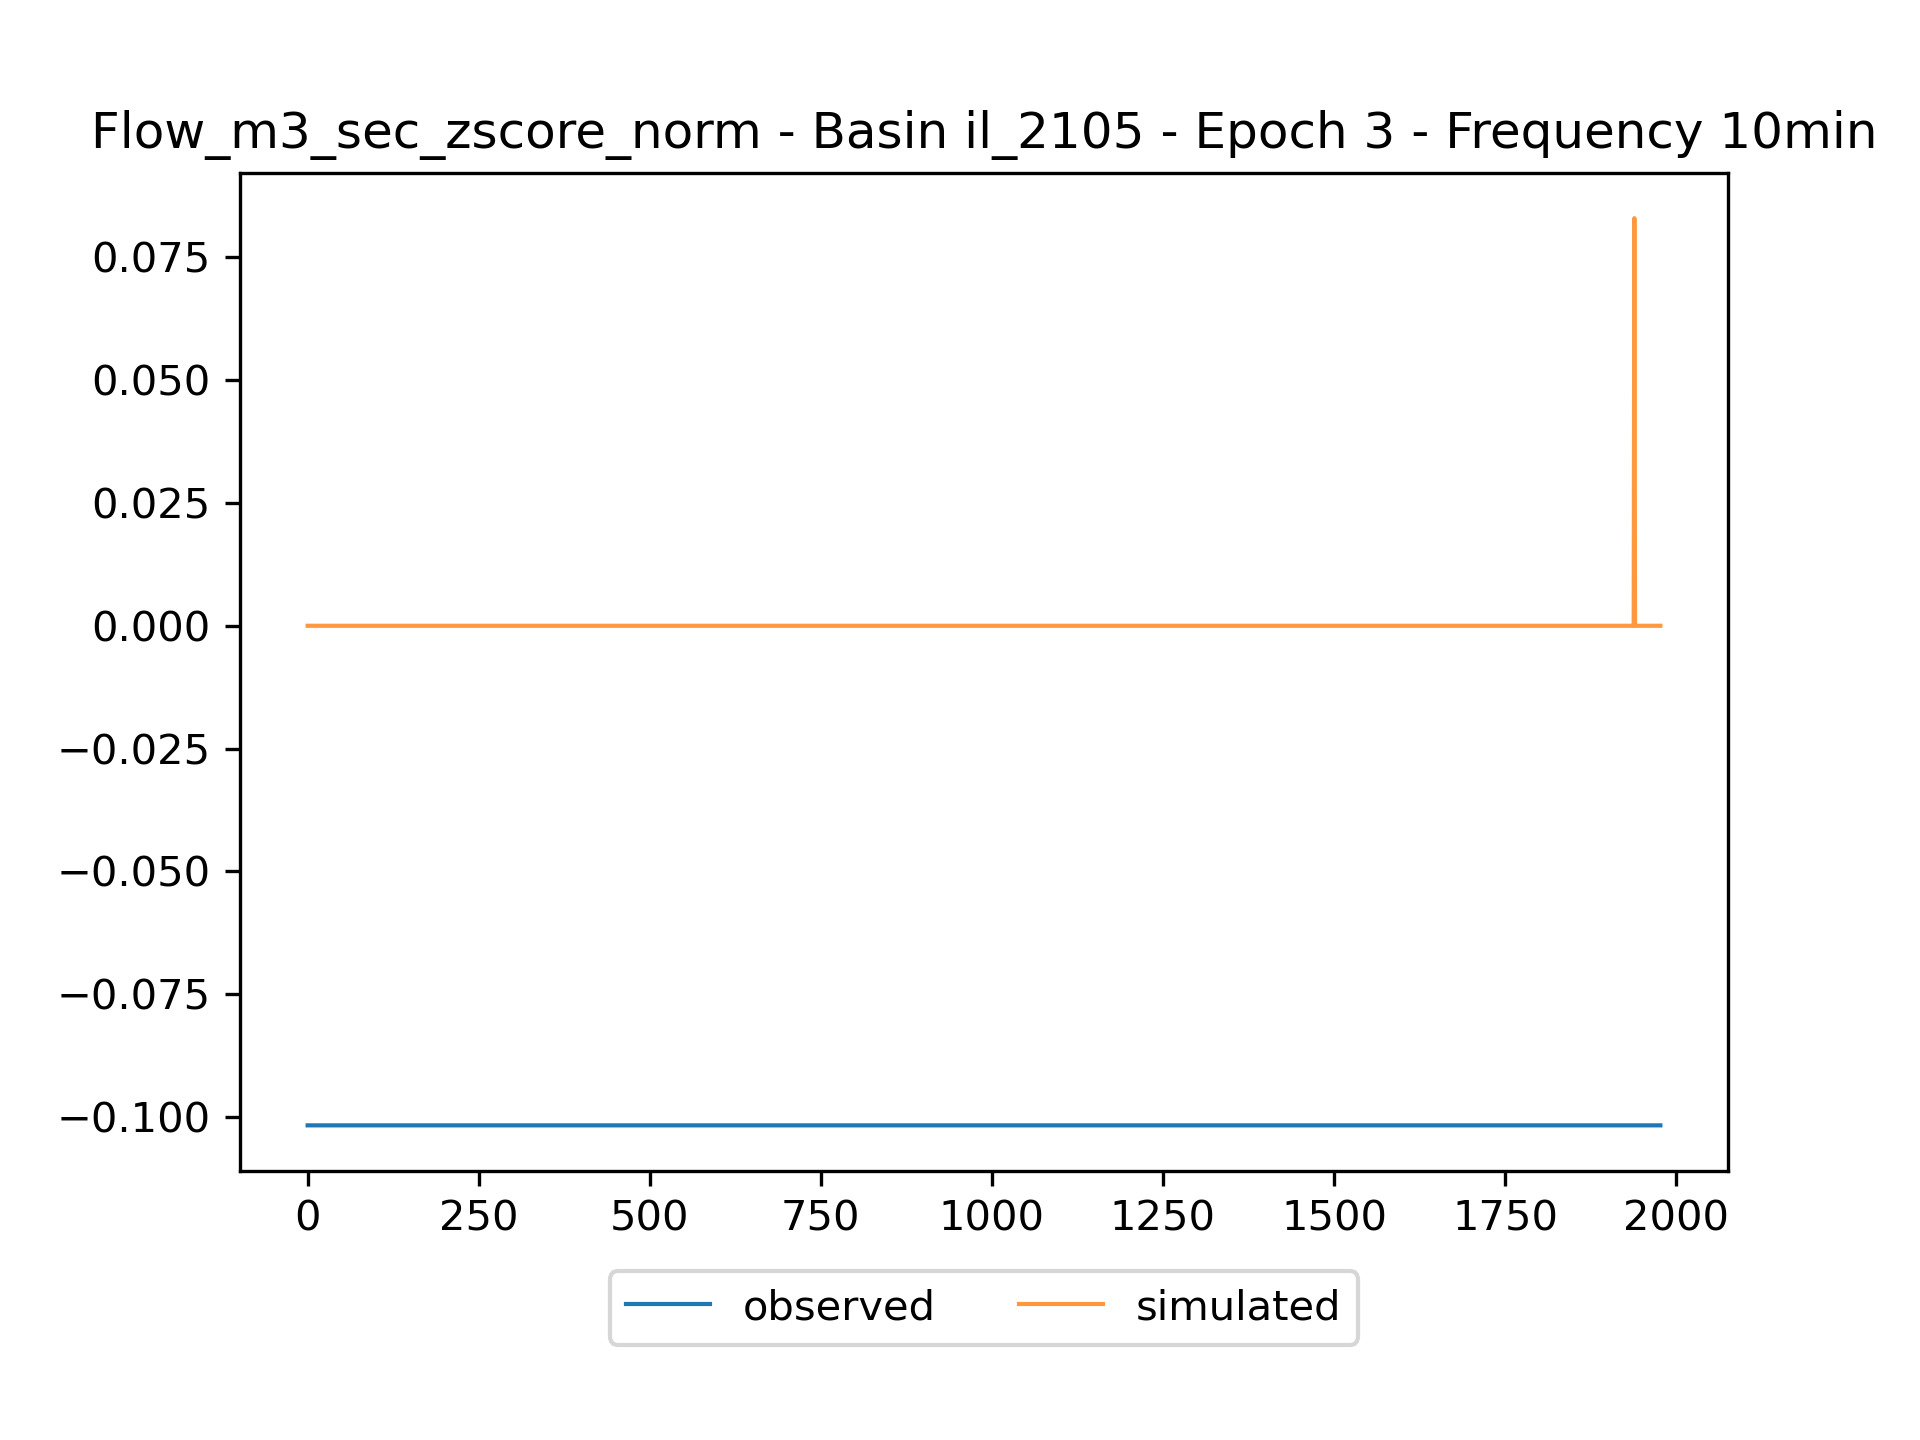 Flow_m3_sec_zscore_norm - Basin il_2105 - Epoch 3 - Frequency 10min
0.075
0.050
0.025
0.000
−0.025
−0.050
−0.075
−0.100
0 250 500 750 1000 1250 1500 1750 2000
observed simulated